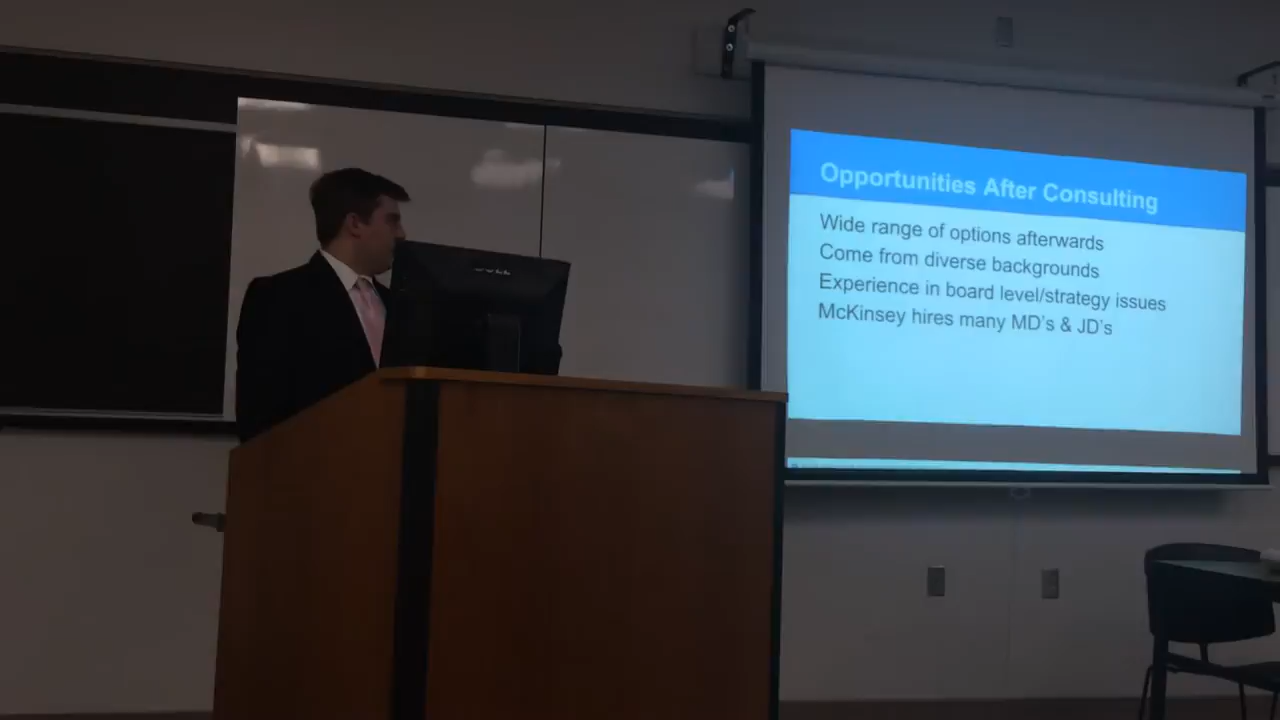 Opportunities After Consulting
Wide range of options afterwards
Come from diverse backgrounds
Experience in board level/strategy issues
McKinsey hires many MD's & JD's
DELL